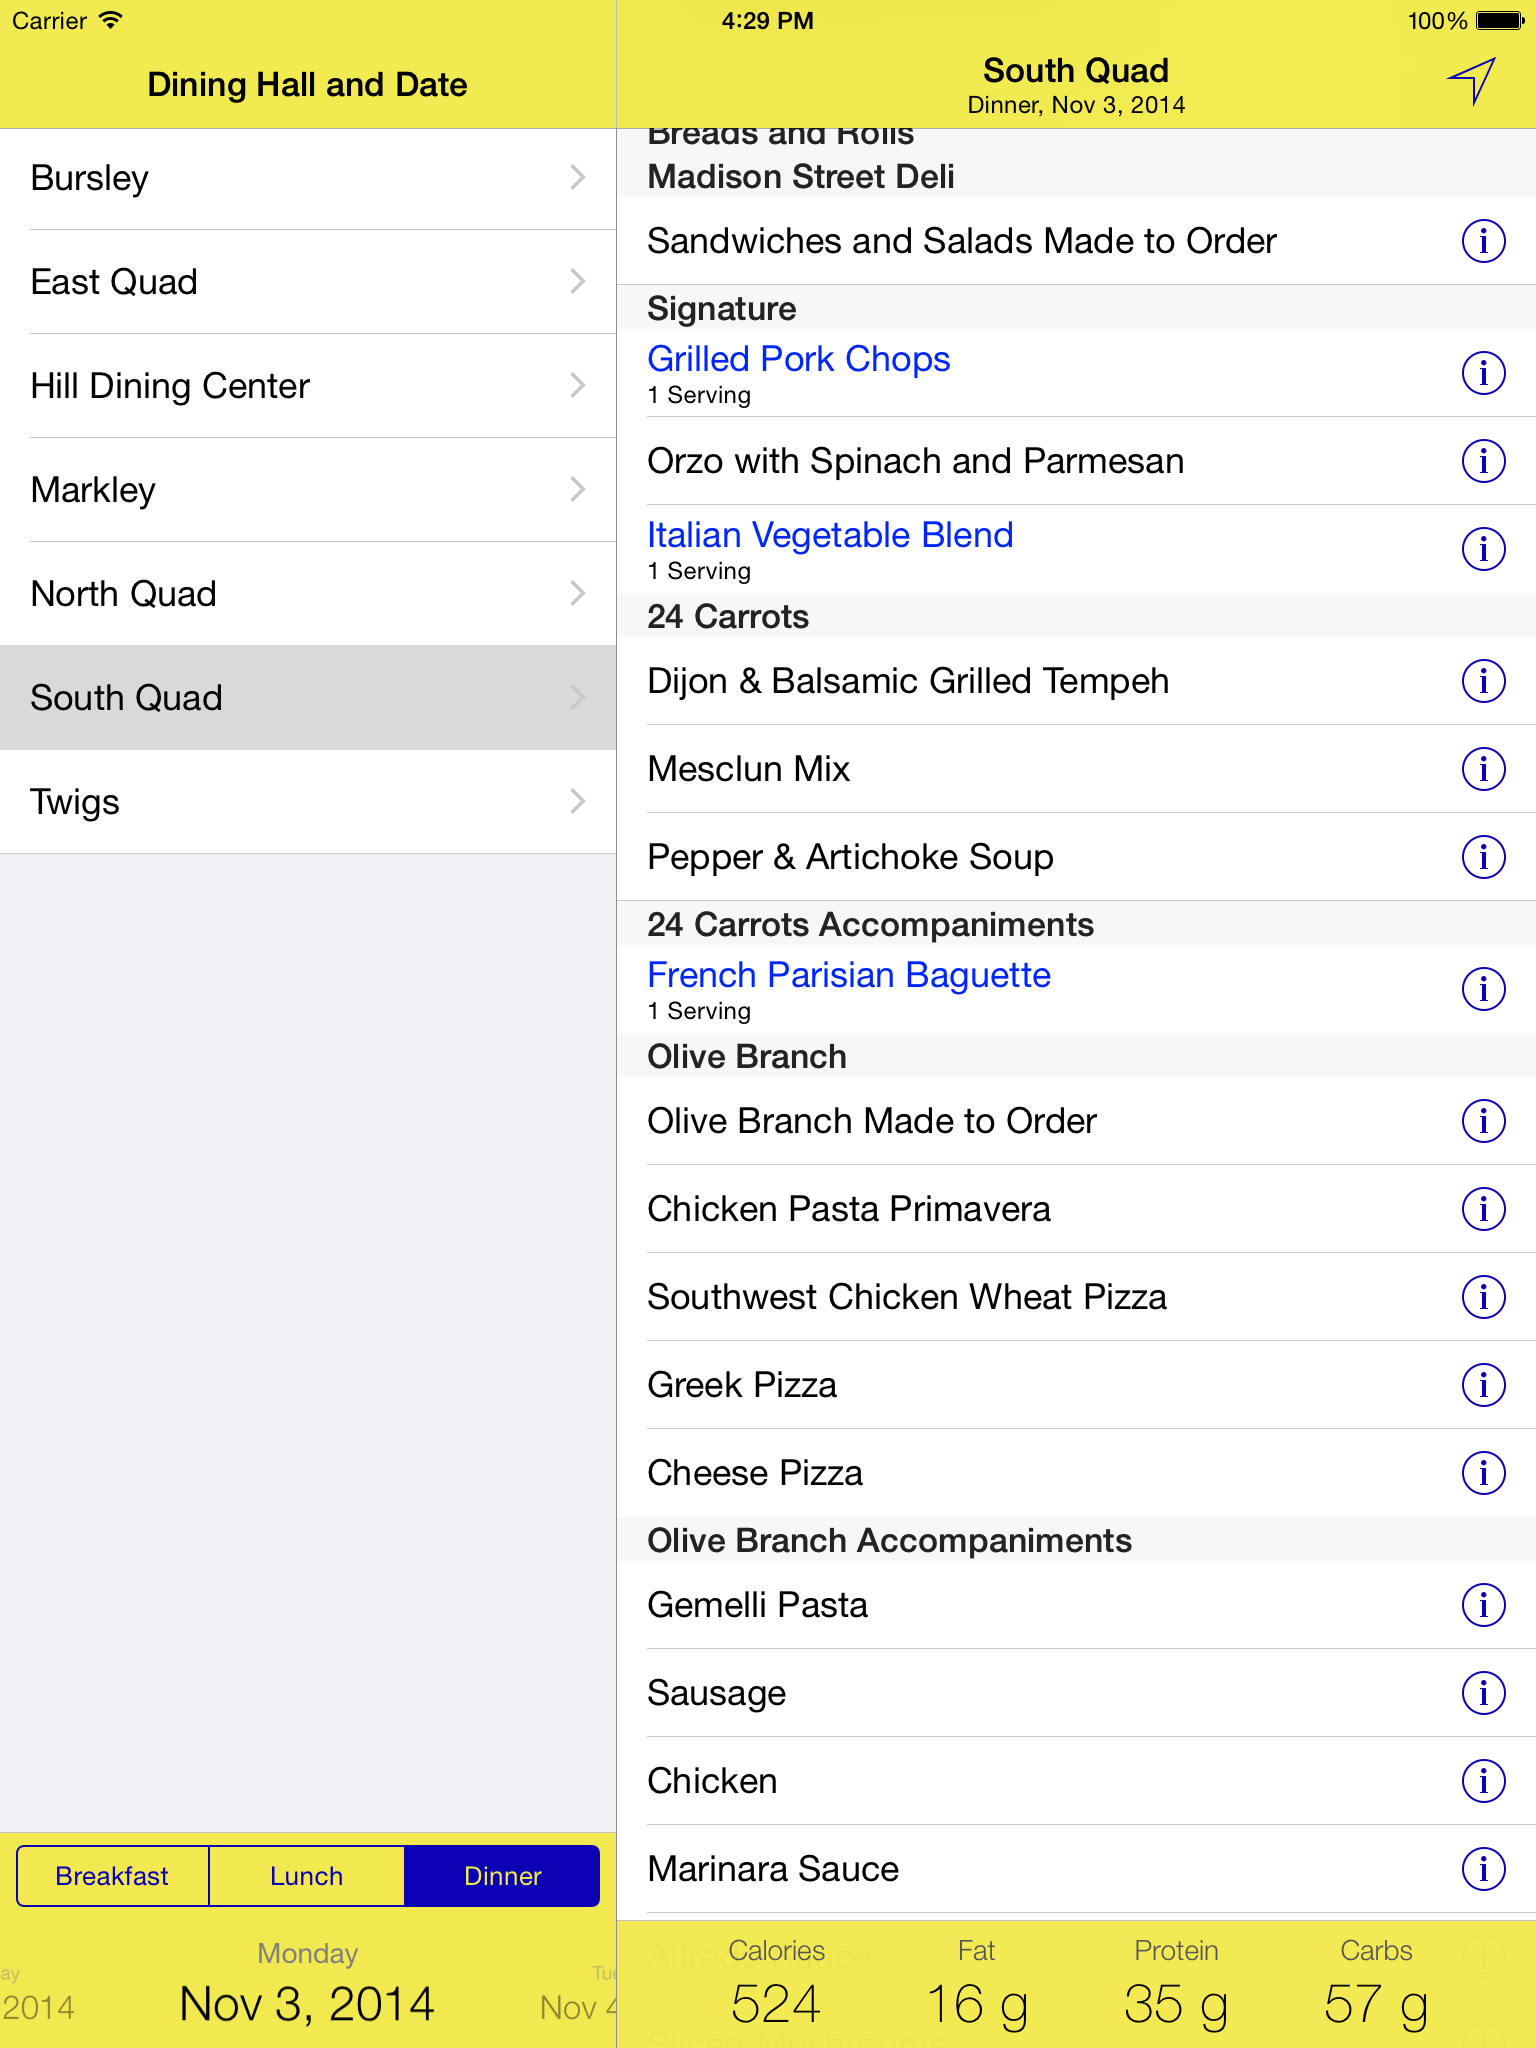 Carrier
4:29 PM
100%
Dining Hall and Date
Bursley
East Quad
Hill Dining Center
Markley
North Quad
South Quad
Twigs
Breakfast
Lunch
Dinner
Monday
ay
2014
Nov 3, 2014
Tue
Nov 4
South Quad
Dinner, Nov 3, 2014
Breads and Rolls
Madison Street Deli
Sandwiches and Salads Made to Order
Signature
Grilled Pork Chops
1 Serving
Orzo with Spinach and Parmesan
Italian Vegetable Blend
1 Serving
24 Carrots
Dijon & Balsamic Grilled Tempeh
Mesclun Mix
Pepper & Artichoke Soup
24 Carrots Accompaniments
French Parisian Baguette
1 Serving
Olive Branch
Olive Branch Made to Order
Chicken Pasta Primavera
Southwest Chicken Wheat Pizza
Greek Pizza
Cheese Pizza
Olive Branch Accompaniments
Gemelli Pasta
Sausage
Chicken
Marinara Sauce
Alfredo Sauce
Calories Fat Protein Carbs
524 16 g 35 g 57 g
Sliced Mushrooms